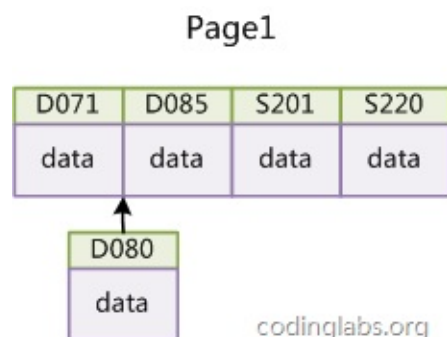 Page1
D071 D085 S201 S220
data data data data
D080
data
codinglabs.org